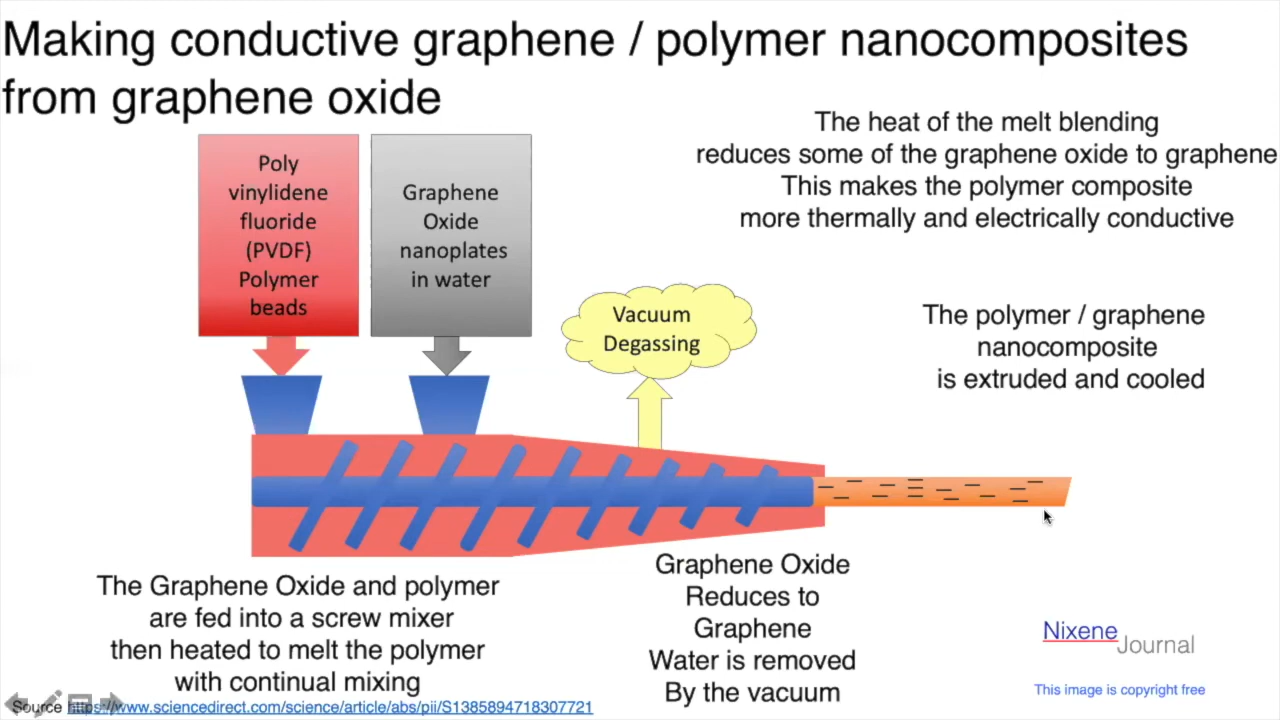 Making conductive graphene / polymer nanocomposites
from graphene oxide
The heat of the melt blending
reduces some of the graphene oxide to graphene
This makes the polymer composite
more thermally and electrically conductive
Poly
vinylidene
fluoride
(PVDF)
Polymer
beads
Graphene
Oxide
nanoplates
in water
Vacuum
Degassing
The polymer / graphene
nanocomposite
is extruded and cooled
The Graphene Oxide and polymer
are fed into a screw mixer
then heated to melt the polymer
with continual mixing
Graphene Oxide
Reduces to
Graphene
Water is removed
By the vacuum
Nixene
Journal
This image is copyright free
Source https://www.sciencedirect.com/science/article/abs/pii/S1385894718307721